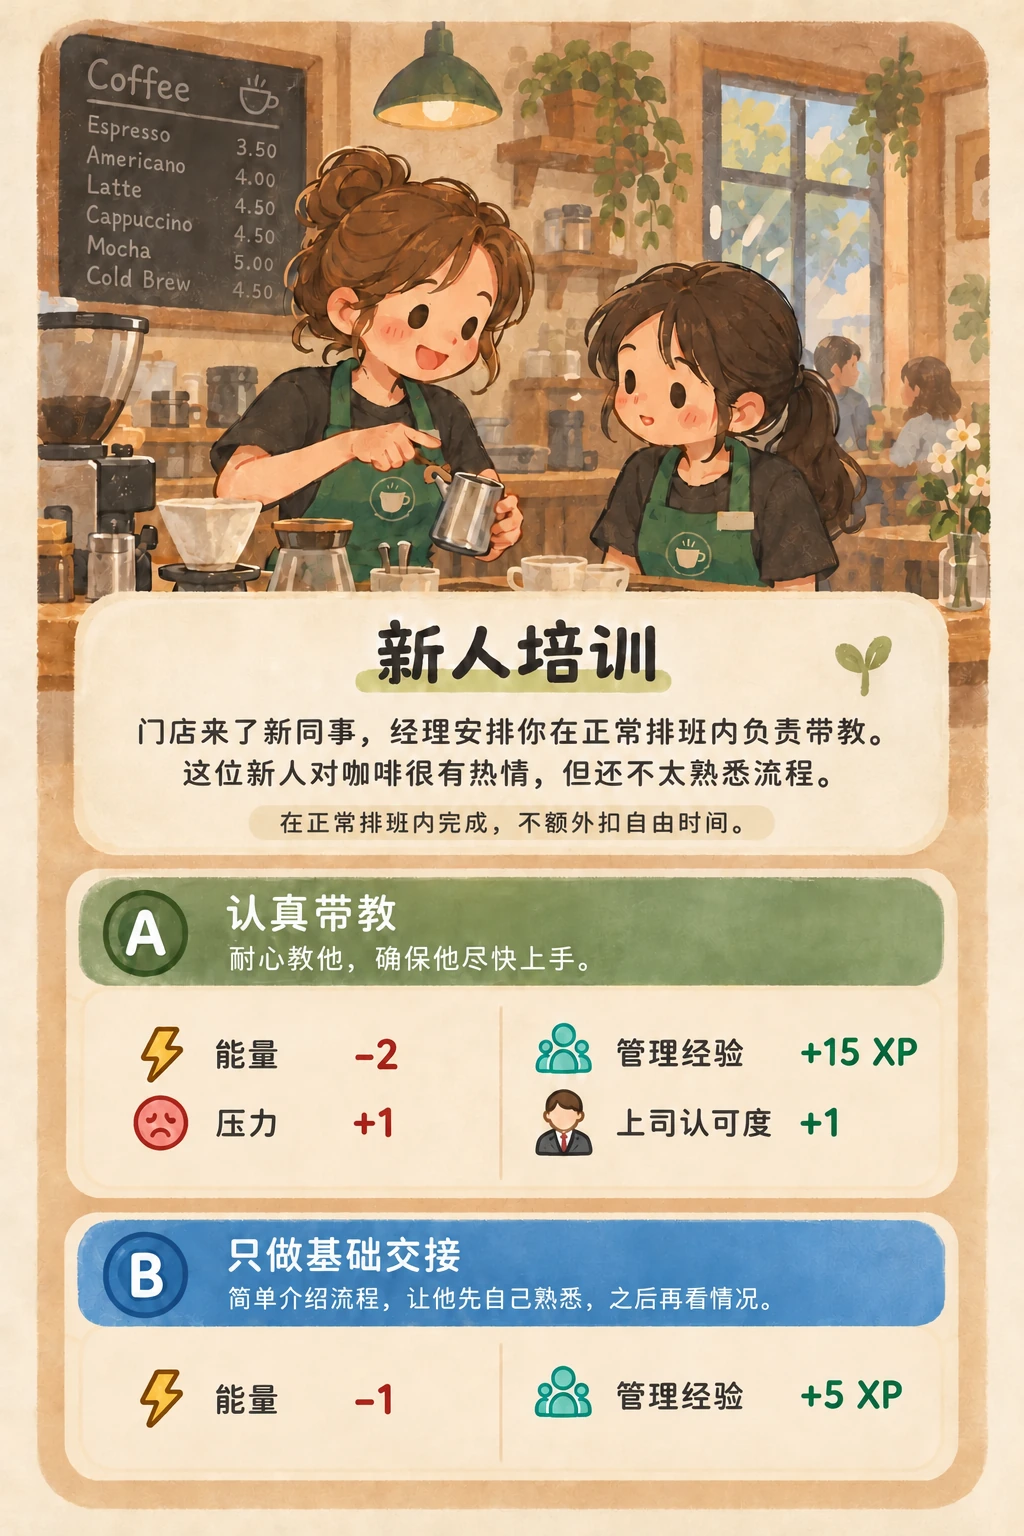 Coffee
Espresso 3.50
Americano 4.00
Latte 4.50
Cappuccino 4.50
Mocha 5.00
Cold Brew 4.50
新人培训
门店来了新同事，经理安排你在正常排班内负责带教。
这位新人对咖啡很有热情，但还不太熟悉流程。
在正常排班内完成，不额外扣自由时间。
A
认真带教
耐心教他，确保他尽快上手。
能量 -2
管理经验 +15 XP
压力 +1
上司认可度 +1
B
只做基础交接
简单介绍流程，让他先自己熟悉，之后再看情况。
能量 -1
管理经验 +5 XP